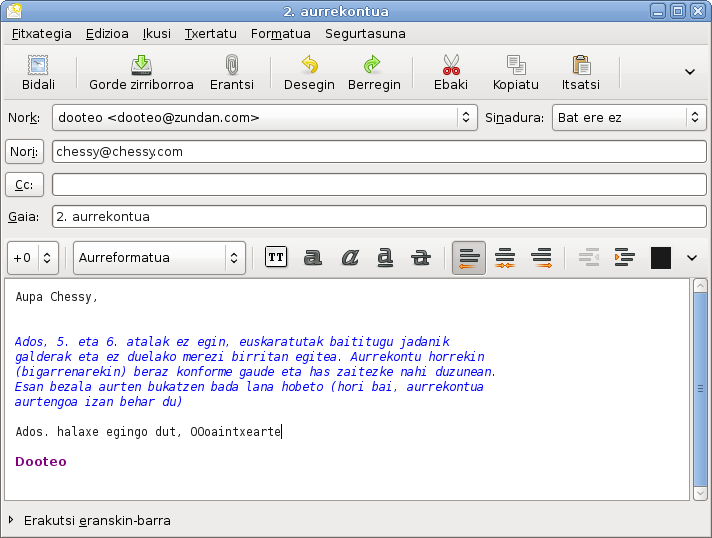 2. aurrekontua
Fitxategia Edizioa Ikusi Txertatu Formatua Segurtasuna
Bidali Gorde zirriborroa Erantsi Desegin Berregin Ebaki Kopiatu Itsatsi
Nork: dooteo <dooteo@zundan.com> Sinadura: Bat ere ez
Nori: chessy@chessy.com
Cc:
Gaia: 2. aurrekontua
+0 Aurreformatua TT a a a a
Aupa Chessy,
Ados, 5. eta 6. atalak ez egin, euskaratutak baititugu jadanik
galderak eta ez duelako merezi birritan egitea. Aurrekontu horrekin
(bigarrenarekin) beraz konforme gaude eta has zaitezke nahi duzunean.
Esan bezala aurten bukatzen bada lana hobeto (hori bai, aurrekontua
aurtengoa izan behar du)
Ados. halaxe egingo dut, OOoaintxearte
Dooteo
Erakutsi eranskin-barra